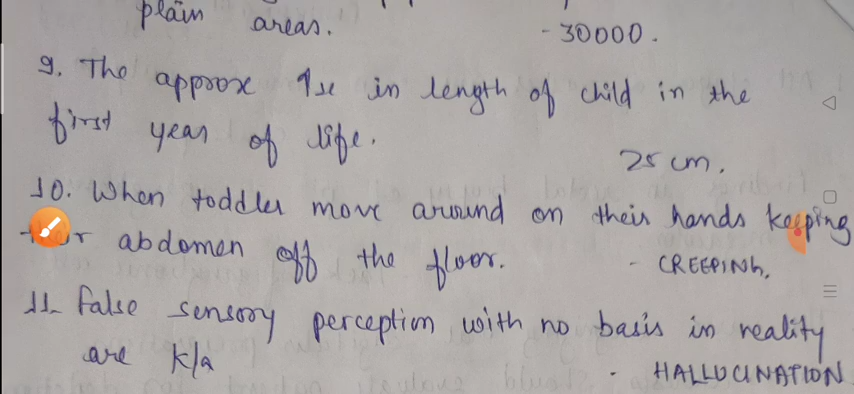 plain areas.
- 30000.
9. The approx ↑se in length of child in the
first year of life.
25 cm.
10. When toddler move around on their hands keeping
abdomen off the floor.
- CREEPING.
11. False sensory perception with no basis in reality
are k/a
- HALLUCINATION